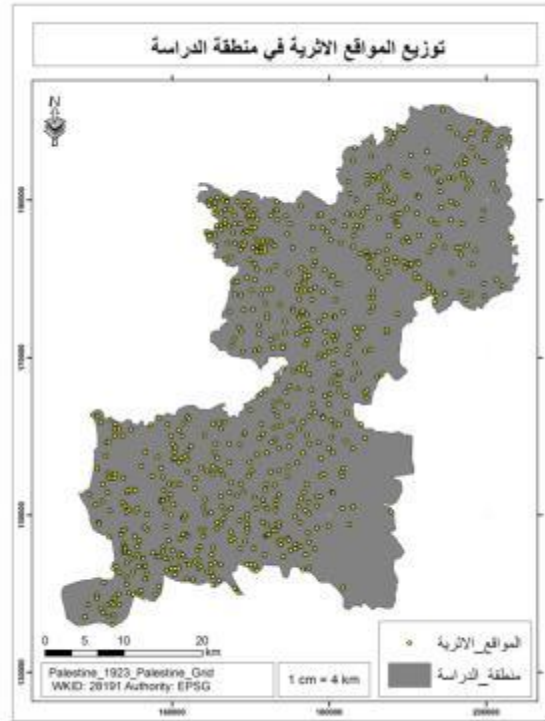 توزيع المواقع الاثرية في منطقة الدراسة
N
0 5 10 20
km
Palestine_1923_Palestine_Grid
WKID: 28191 Authority: EPSG
1 cm = 4 km
المواقع_الاثرية
منطقة_الدراسة